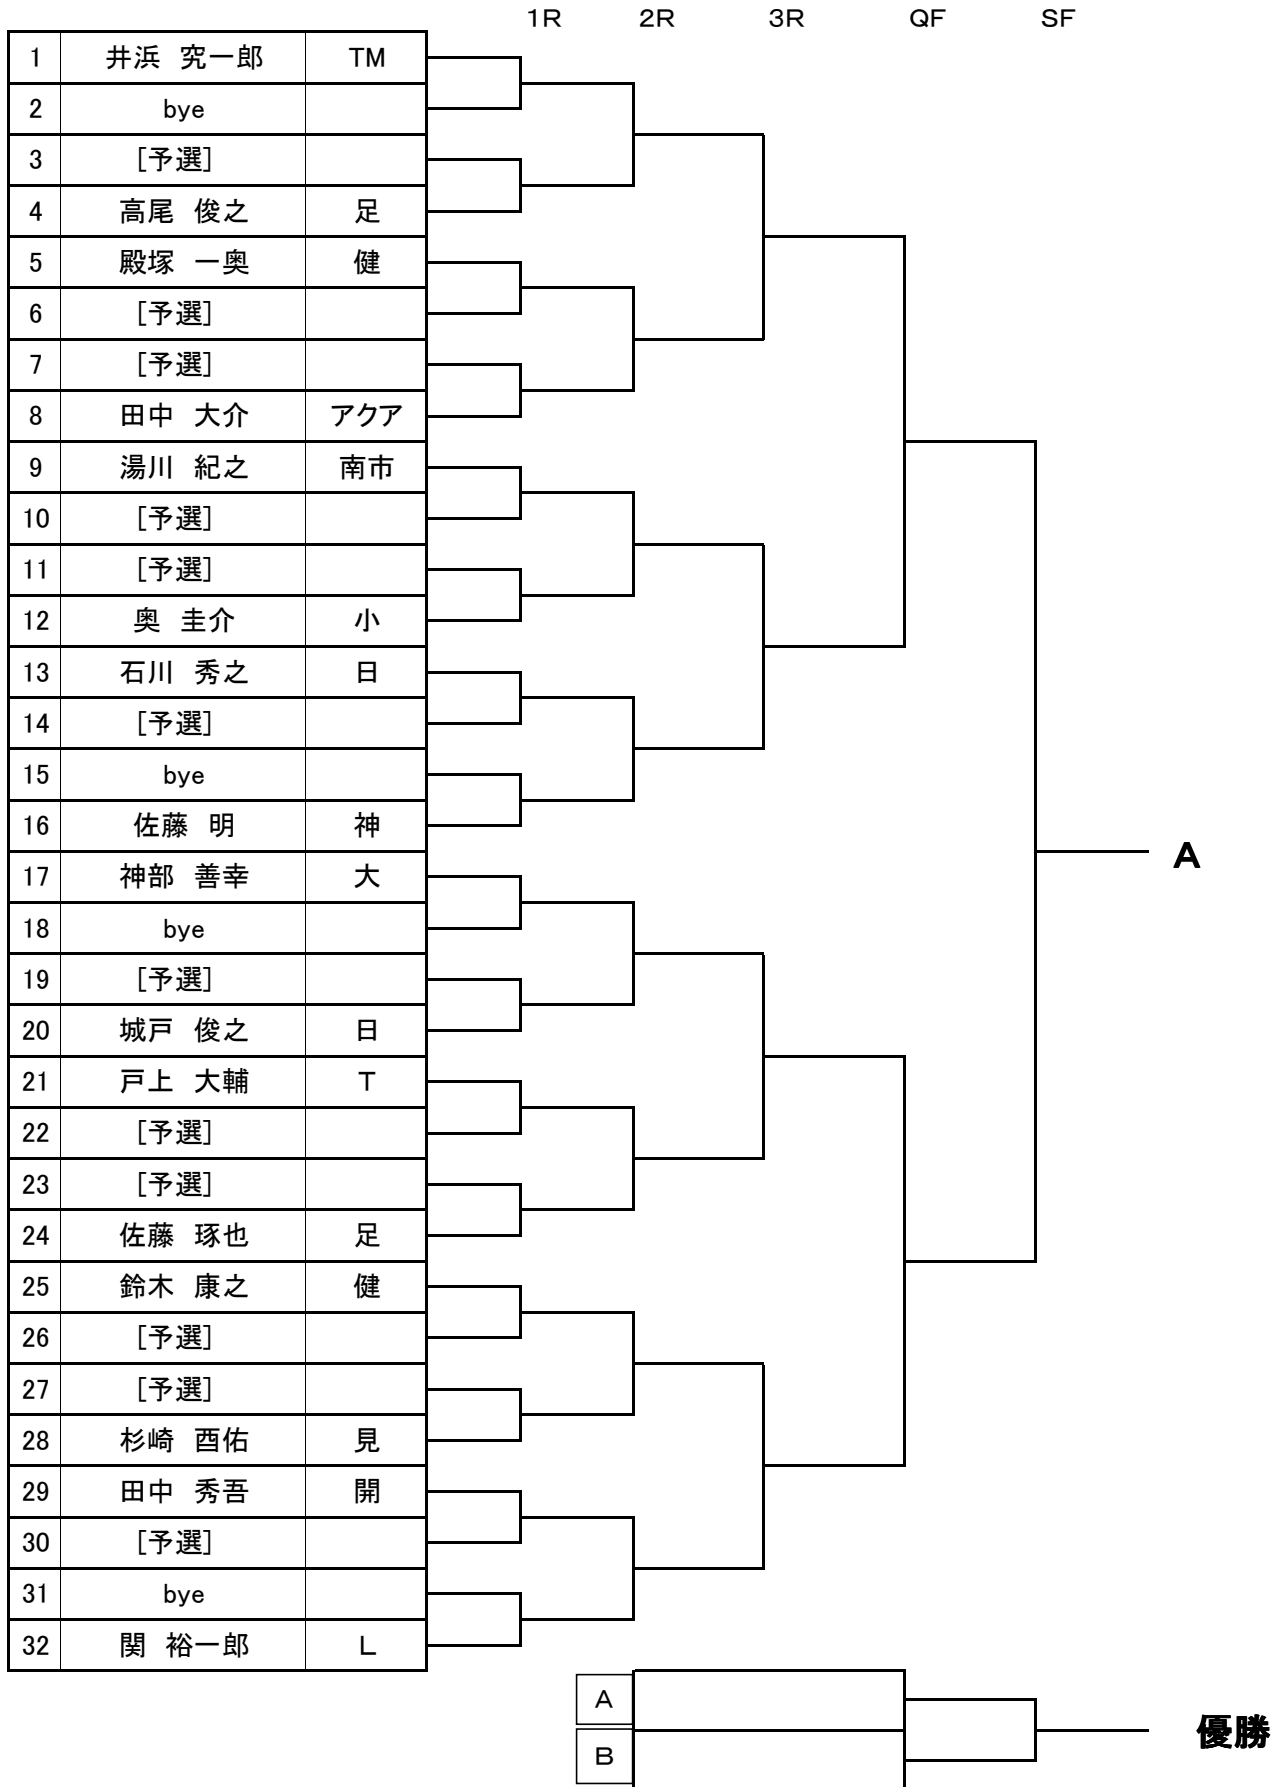 1R 2R 3R QF SF
1 井浜 究一郎 TM
2 bye
3 [予選]
4 高尾 俊之 足
5 殿塚 一奥 健
6 [予選]
7 [予選]
8 田中 大介 アクア
9 湯川 紀之 南市
10 [予選]
11 [予選]
12 奥 圭介 小
13 石川 秀之 日
14 [予選]
15 bye
16 佐藤 明 神
A
17 神部 善幸 大
18 bye
19 [予選]
20 城戸 俊之 日
21 戸上 大輔 T
22 [予選]
23 [予選]
24 佐藤 琢也 足
25 鈴木 康之 健
26 [予選]
27 [予選]
28 杉崎 酉佑 見
29 田中 秀吾 開
30 [予選]
31 bye
32 関 裕一郎 L
A
優勝
B